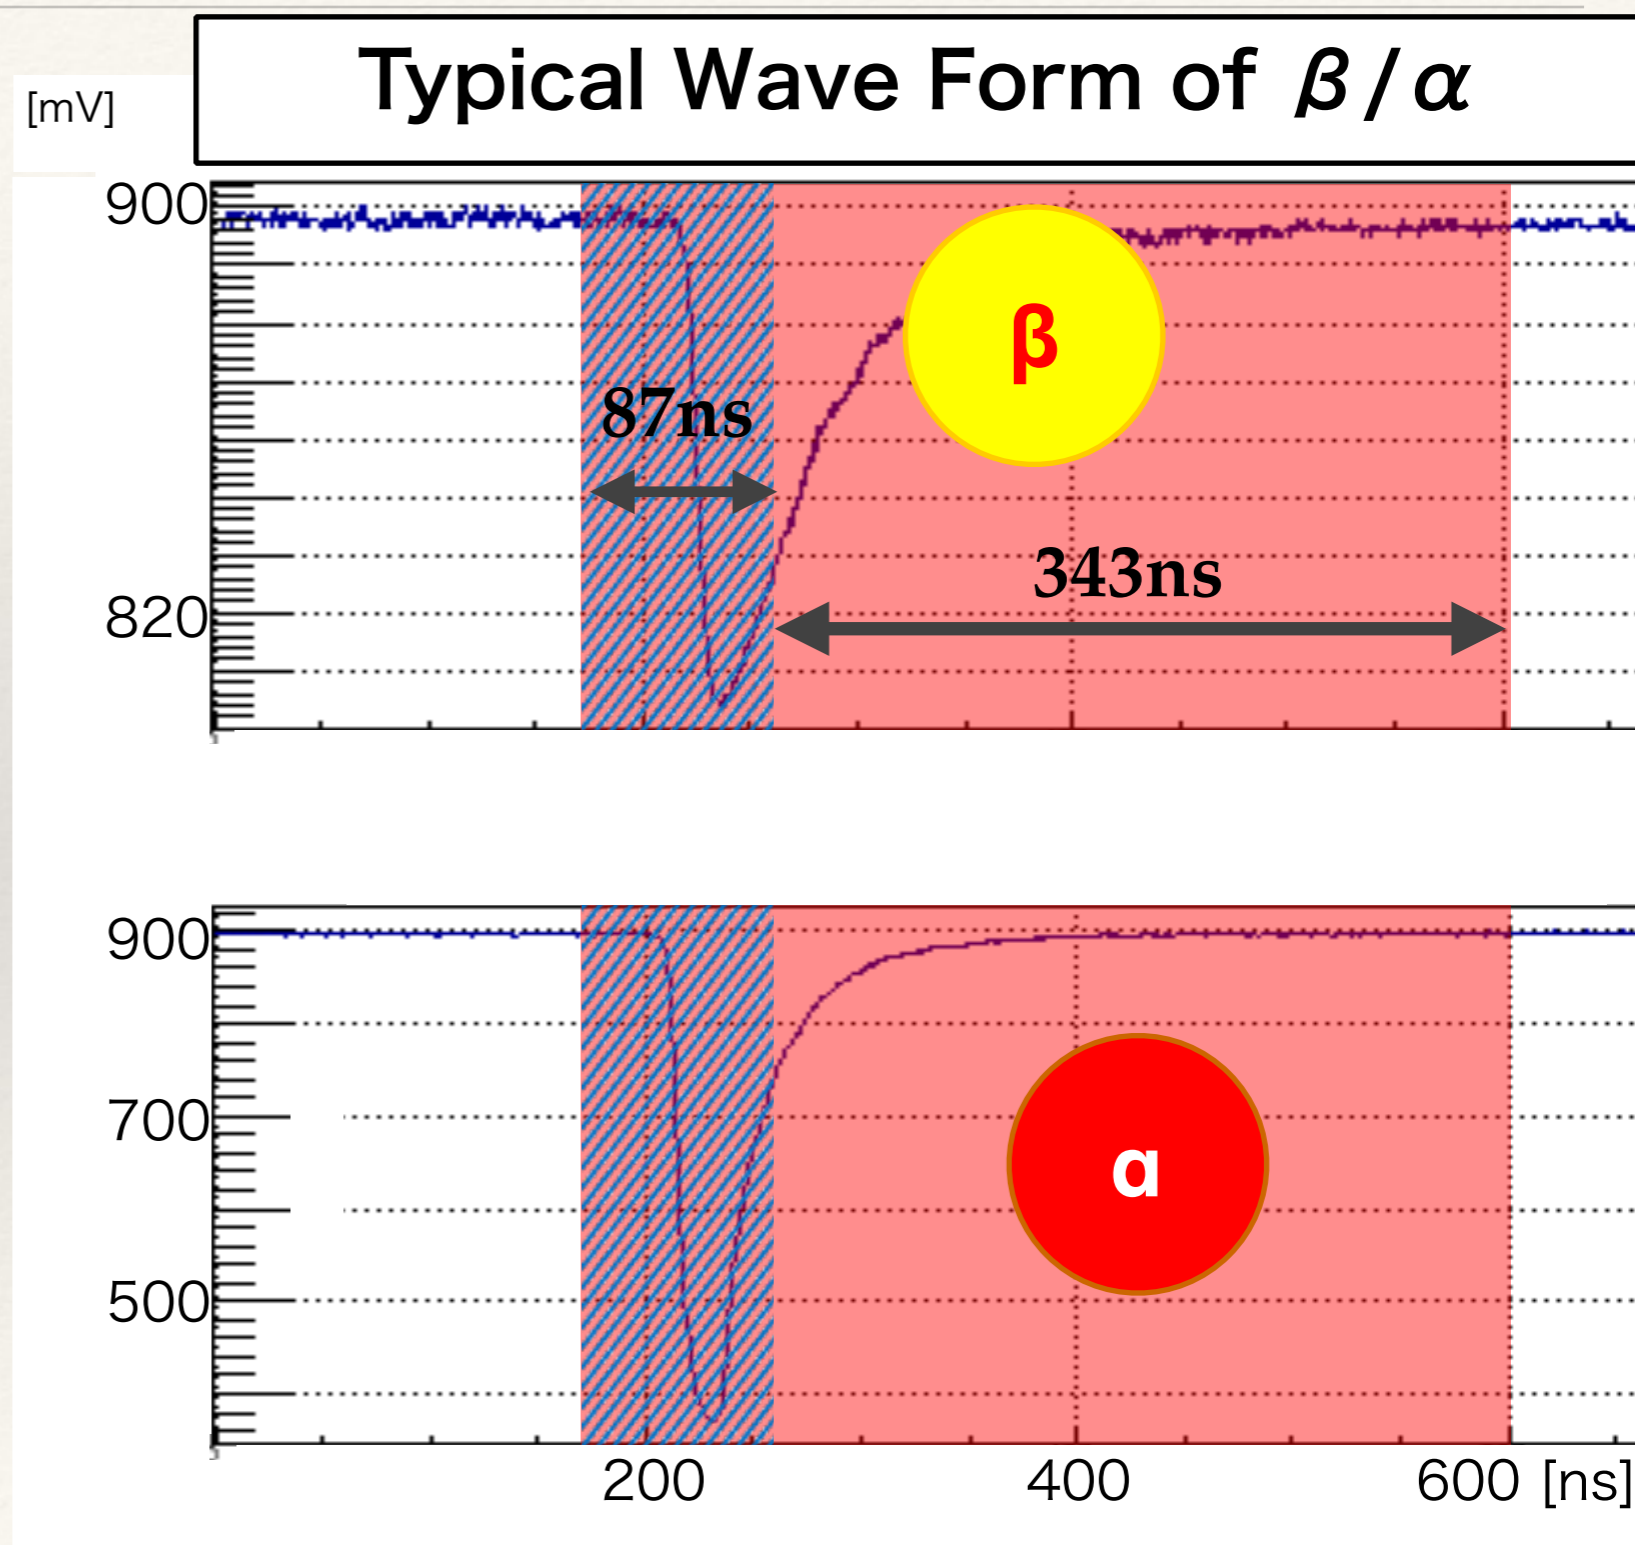 Typical Wave Form of β/α
[mV]
900
β
87ns
343ns
820
900
700
α
500
200 400 600 [ns]